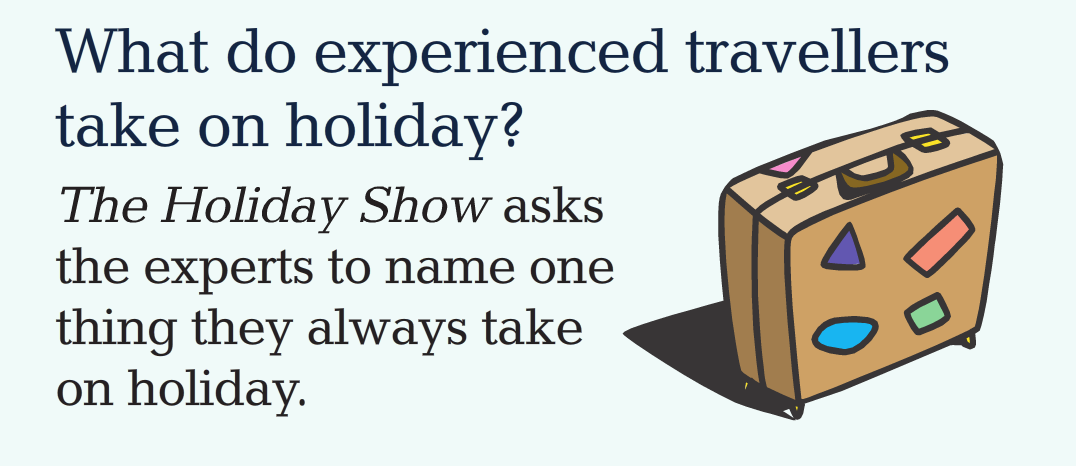 What do experienced travellers
take on holiday?
The Holiday Show asks
the experts to name one
thing they always take
on holiday.